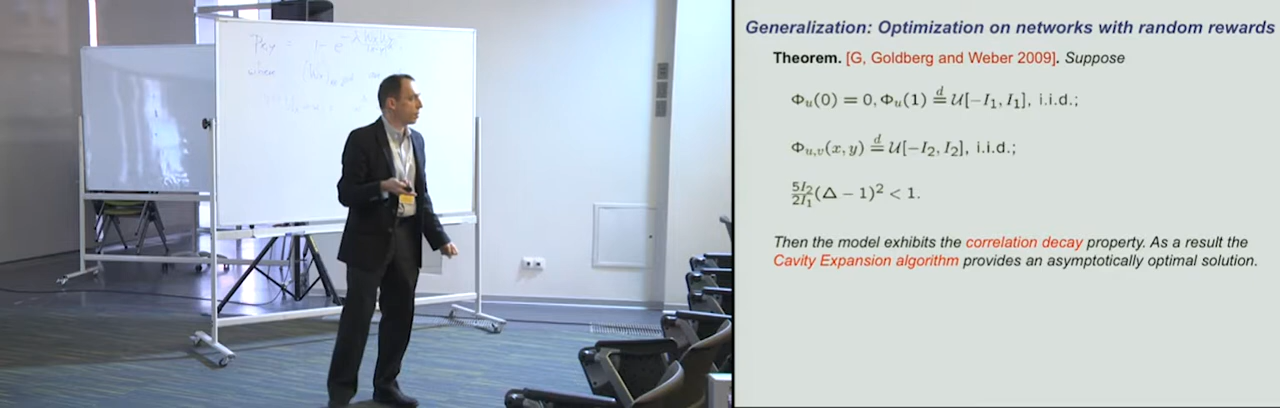 Generalization: Optimization on networks with random rewards
Theorem. [G, Goldberg and Weber 2009]. Suppose
Φu(0) = 0, Φu(1) d= U[−I1, I1], i.i.d.;
Φu,v(x, y) d= U[−I2, I2], i.i.d.;
5I2/2I1 (Δ − 1)² < 1.
Then the model exhibits the correlation decay property. As a result the
Cavity Expansion algorithm provides an asymptotically optimal solution.
where